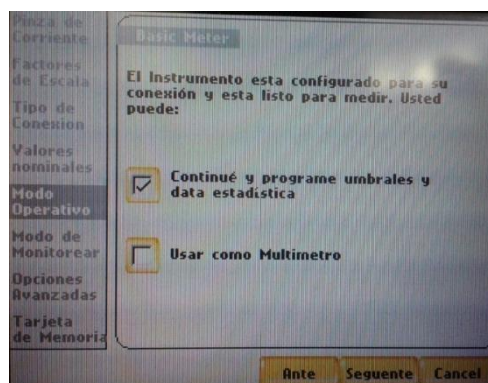 Pinza de
Corriente
Factores
de Escala
Tipo de
Conexion
Valores
nominales
Modo
Operativo
Modo de
Monitorear
Opciones
Avanzadas
Tarjeta
de Memoria
Basic Meter
El Instrumento esta configurado para su
conexión y esta listo para medir. Usted
puede:
Continué y programe umbrales y
data estadística
Usar como Multimetro
Ante
Seguente
Cancel